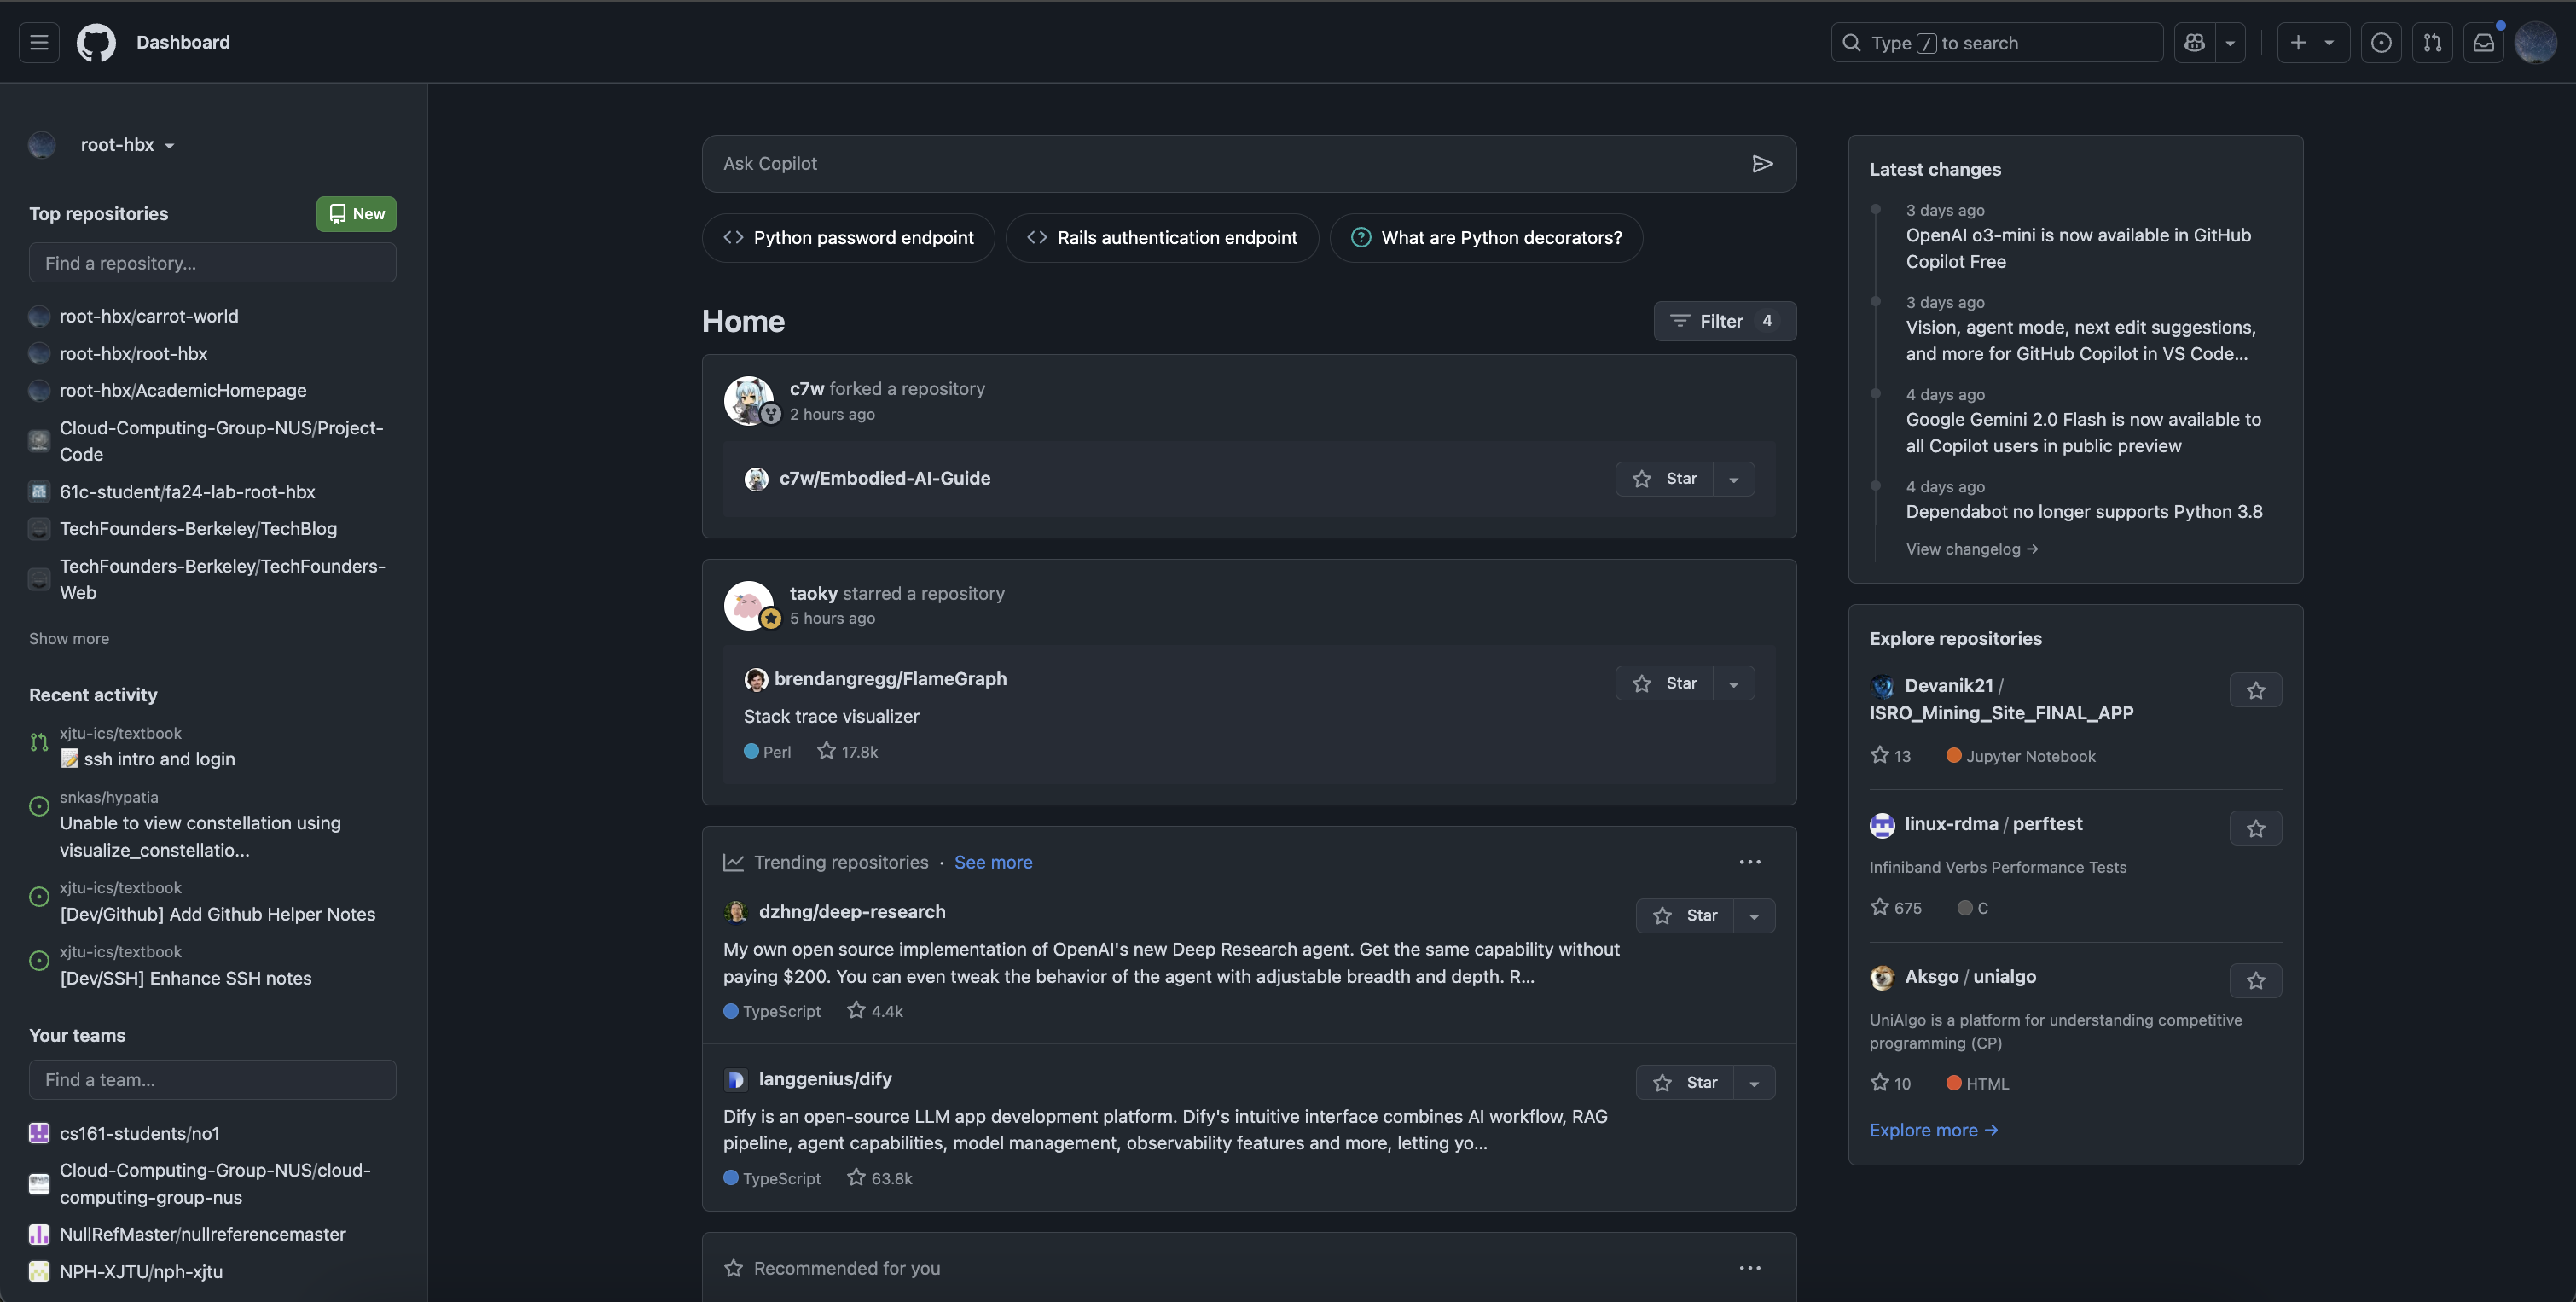 Dashboard
Type / to search
root-hbx
Top repositories
New
Find a repository...
root-hbx/carrot-world
root-hbx/root-hbx
root-hbx/AcademicHomepage
Cloud-Computing-Group-NUS/Project-
Code
61c-student/fa24-lab-root-hbx
TechFounders-Berkeley/TechBlog
TechFounders-Berkeley/TechFounders-
Web
Show more
Recent activity
xjtu-ics/textbook
📝 ssh intro and login
snkas/hypatia
Unable to view constellation using
visualize_constellatio...
xjtu-ics/textbook
[Dev/Github] Add Github Helper Notes
xjtu-ics/textbook
[Dev/SSH] Enhance SSH notes
Your teams
Find a team...
cs161-students/no1
Cloud-Computing-Group-NUS/cloud-
computing-group-nus
NullRefMaster/nullreferencemaster
NPH-XJTU/nph-xjtu
Ask Copilot
Python password endpoint
Rails authentication endpoint
What are Python decorators?
Home
Filter 4
c7w forked a repository
2 hours ago
c7w/Embodied-AI-Guide
Star
taoky starred a repository
5 hours ago
brendangregg/FlameGraph
Star
Stack trace visualizer
Perl 17.8k
Trending repositories · See more
dzhng/deep-research
Star
My own open source implementation of OpenAI's new Deep Research agent. Get the same capability without
paying $200. You can even tweak the behavior of the agent with adjustable breadth and depth. R...
TypeScript 4.4k
langgenius/dify
Star
Dify is an open-source LLM app development platform. Dify's intuitive interface combines AI workflow, RAG
pipeline, agent capabilities, model management, observability features and more, letting yo...
TypeScript 63.8k
Recommended for you
Latest changes
3 days ago
OpenAI o3-mini is now available in GitHub
Copilot Free
3 days ago
Vision, agent mode, next edit suggestions,
and more for GitHub Copilot in VS Code...
4 days ago
Google Gemini 2.0 Flash is now available to
all Copilot users in public preview
4 days ago
Dependabot no longer supports Python 3.8
View changelog →
Explore repositories
Devanik21 /
ISRO_Mining_Site_FINAL_APP
13 Jupyter Notebook
linux-rdma / perftest
Infiniband Verbs Performance Tests
675 C
Aksgo / unialgo
UniAlgo is a platform for understanding competitive
programming (CP)
10 HTML
Explore more →